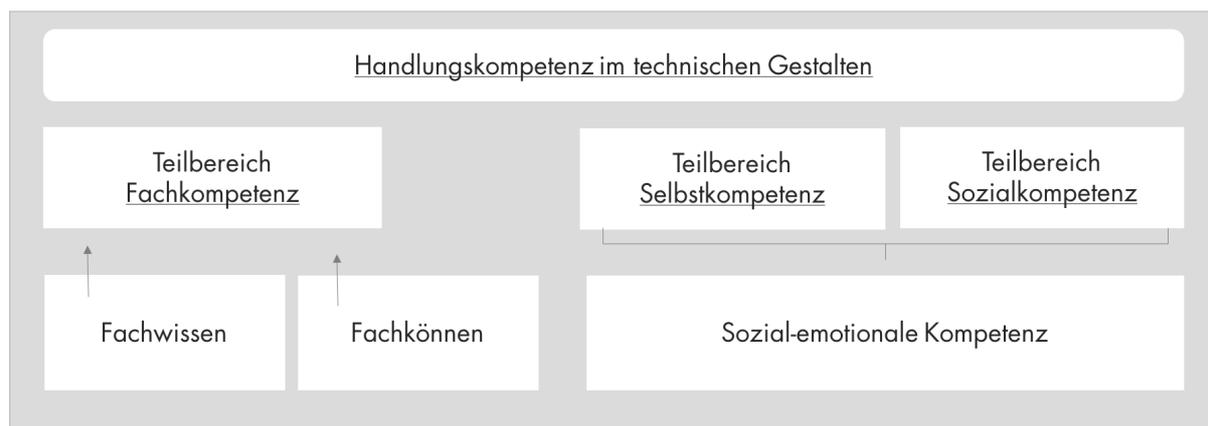 Handlungskompetenz im technischen Gestalten
Teilbereich
Fachkompetenz
Teilbereich
Selbstkompetenz
Teilbereich
Sozialkompetenz
Fachwissen
Fachkönnen
Sozial-emotionale Kompetenz